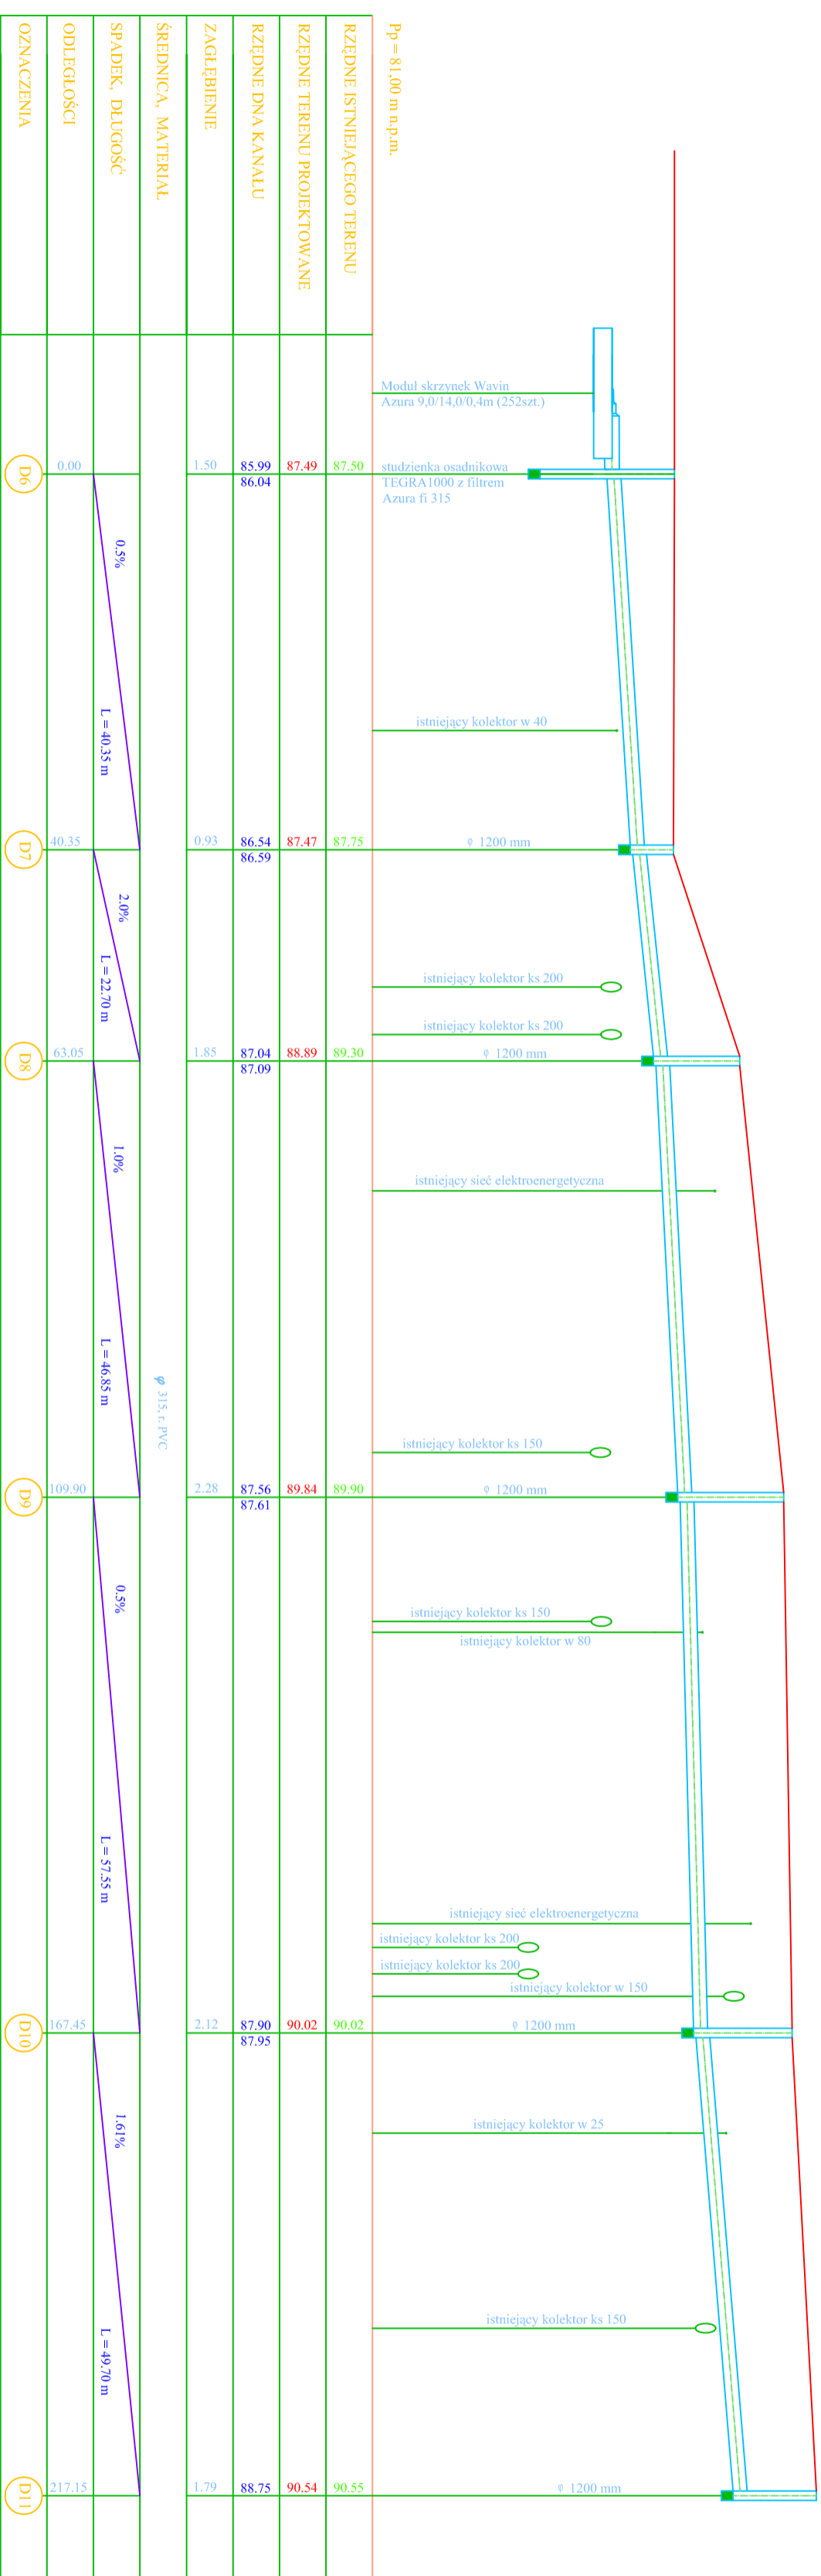 Pp = 81,00 m n.p.m.
RZĘDNE ISTNIEJĄCEGO TERENU
RZĘDNE TERENU PROJEKTOWANE
RZĘDNE DNA KANAŁU
ZAGŁĘBIENIE
ŚREDNICA, MATERIAŁ
SPADEK, DŁUGOŚĆ
ODLEGŁOŚCI
OZNACZENIA
Moduł skrzynek Wavin
Azura 9,0/14,0/0,4m (252szt.)
D6
0.00
1.50
85.99
86.04
87.49
87.50
studzienka osadnikowa
TEGRA1000 z filtrem
Azura fi 315
0.5%
L = 40.35 m
istniejący kolektor w 40
D7
40.35
0.93
86.54
86.59
87.47
87.75
φ 1200 mm
2.0%
L = 22.70 m
istniejący kolektor ks 200
istniejący kolektor ks 200
D8
63.05
1.85
87.04
87.09
88.89
89.30
φ 1200 mm
1.0%
L = 46.85 m
istniejący sieć elektroenergetyczna
φ 315, r. PVC
istniejący kolektor ks 150
D9
109.90
2.28
87.56
87.61
89.84
89.90
φ 1200 mm
0.5%
L = 57.55 m
istniejący kolektor ks 150
istniejący kolektor w 80
istniejący sieć elektroenergetyczna
istniejący kolektor ks 200
istniejący kolektor ks 200
istniejący kolektor w 150
D10
167.45
2.12
87.90
87.95
90.02
90.02
φ 1200 mm
1.61%
L = 49.70 m
istniejący kolektor w 25
istniejący kolektor ks 150
D11
217.15
1.79
88.75
90.54
90.55
φ 1200 mm